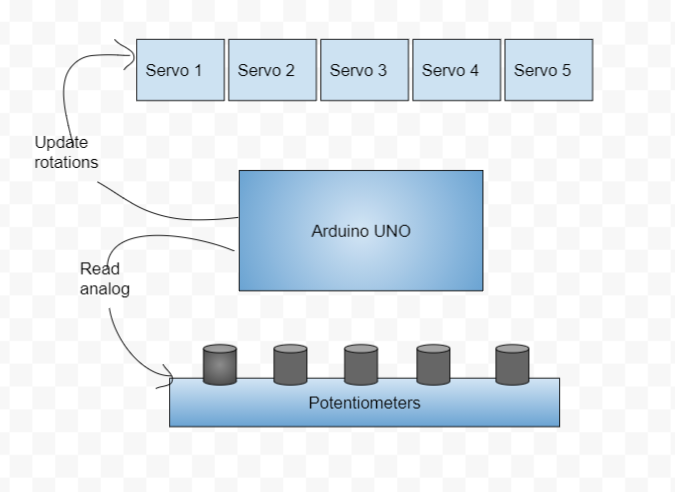 Servo 1
Servo 2
Servo 3
Servo 4
Servo 5
Update
rotations
Arduino UNO
Read
analog
Potentiometers